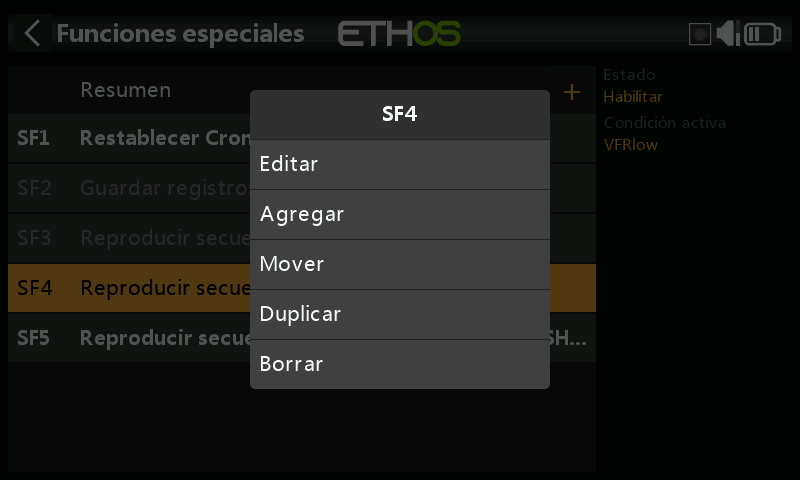 Funciones especiales
ETHOS
Resumen
+
Estado
Habilitar
Condición activa
VFRlow
SF1 Restablecer Cron
SF2 Guardar registro
SF3 Reproducir secue
SF4 Reproducir secue
SF5 Reproducir secue SH...
SF4
Editar
Agregar
Mover
Duplicar
Borrar